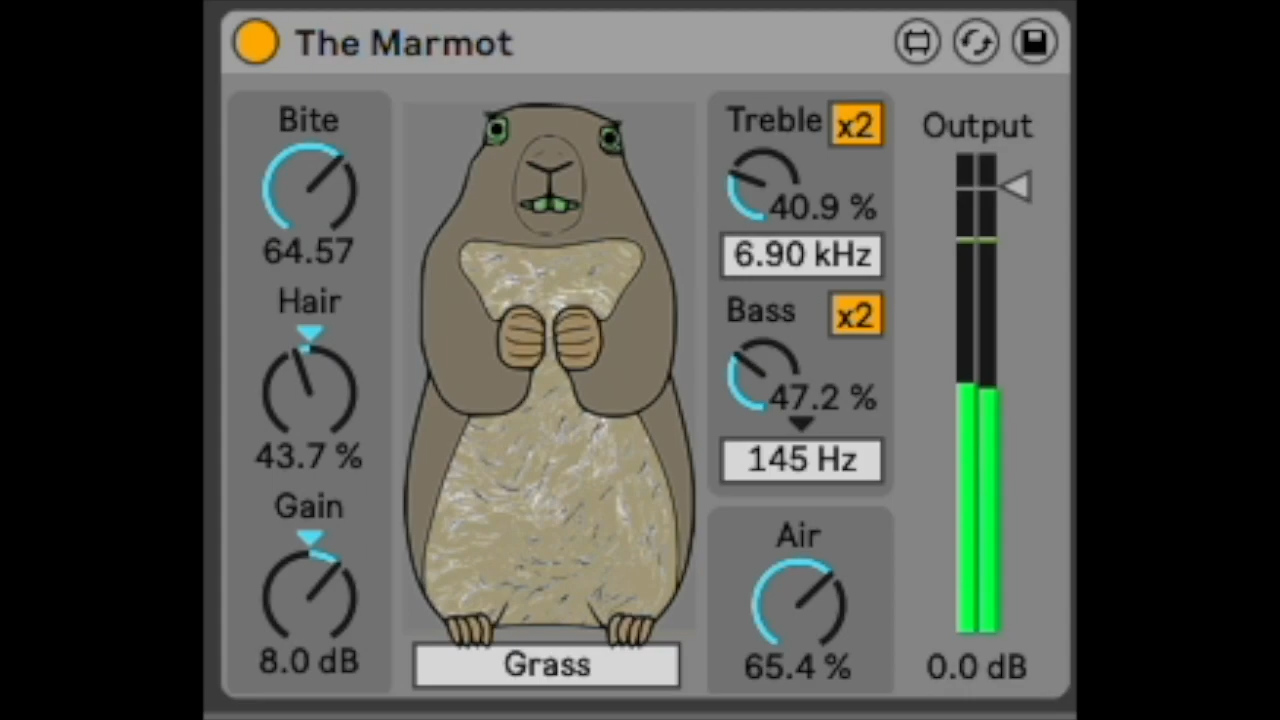 The Marmot
Bite
64.57
Hair
43.7 %
Gain
8.0 dB
Grass
Treble x2
40.9 %
6.90 kHz
Bass x2
47.2 %
145 Hz
Air
65.4 %
Output
0.0 dB